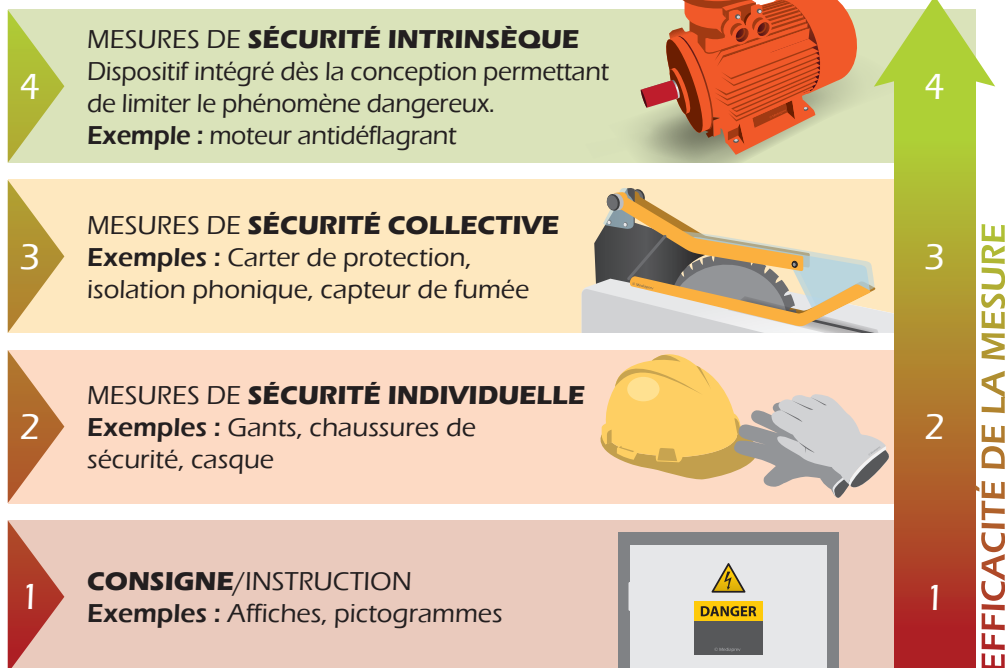 4
MESURES DE SÉCURITÉ INTRINSÈQUE
Dispositif intégré dès la conception permettant
de limiter le phénomène dangereux.
Exemple : moteur antidéflagrant
4
3
MESURES DE SÉCURITÉ COLLECTIVE
Exemples : Carter de protection,
isolation phonique, capteur de fumée
3
2
MESURES DE SÉCURITÉ INDIVIDUELLE
Exemples : Gants, chaussures de
sécurité, casque
2
1
CONSIGNE/INSTRUCTION
Exemples : Affiches, pictogrammes
DANGER
1
EFFICACITÉ DE LA MESURE